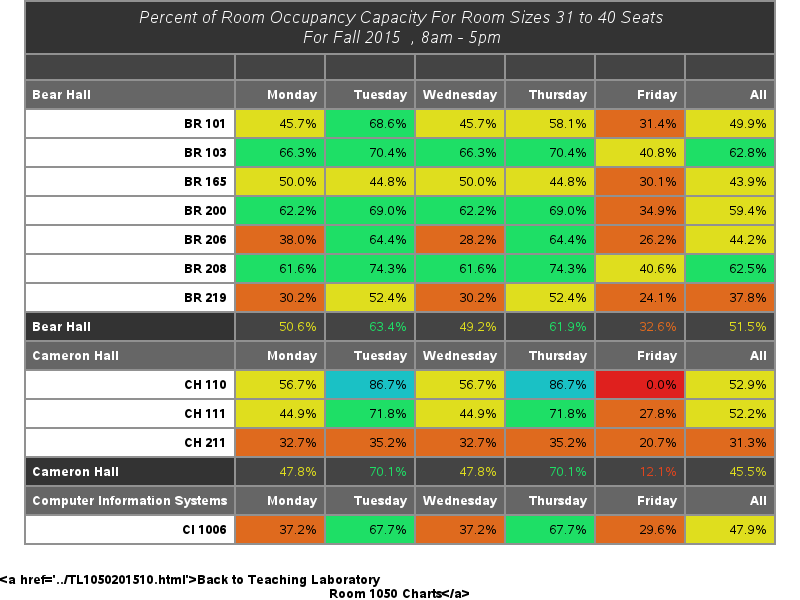 Percent of Room Occupancy Capacity For Room Sizes 31 to 40 Seats
For Fall 2015 , 8am - 5pm
Bear Hall Monday Tuesday Wednesday Thursday Friday All
BR 101 45.7% 68.6% 45.7% 58.1% 31.4% 49.9%
BR 103 66.3% 70.4% 66.3% 70.4% 40.8% 62.8%
BR 165 50.0% 44.8% 50.0% 44.8% 30.1% 43.9%
BR 200 62.2% 69.0% 62.2% 69.0% 34.9% 59.4%
BR 206 38.0% 64.4% 28.2% 64.4% 26.2% 44.2%
BR 208 61.6% 74.3% 61.6% 74.3% 40.6% 62.5%
BR 219 30.2% 52.4% 30.2% 52.4% 24.1% 37.8%
Bear Hall 50.6% 63.4% 49.2% 61.9% 32.6% 51.5%
Cameron Hall Monday Tuesday Wednesday Thursday Friday All
CH 110 56.7% 86.7% 56.7% 86.7% 0.0% 52.9%
CH 111 44.9% 71.8% 44.9% 71.8% 27.8% 52.2%
CH 211 32.7% 35.2% 32.7% 35.2% 20.7% 31.3%
Cameron Hall 47.8% 70.1% 47.8% 70.1% 12.1% 45.5%
Computer Information Systems Monday Tuesday Wednesday Thursday Friday All
CI 1006 37.2% 67.7% 37.2% 67.7% 29.6% 47.9%
<a href='../TL1050201510.html'>Back to Teaching Laboratory
Room 1050 Charts</a>